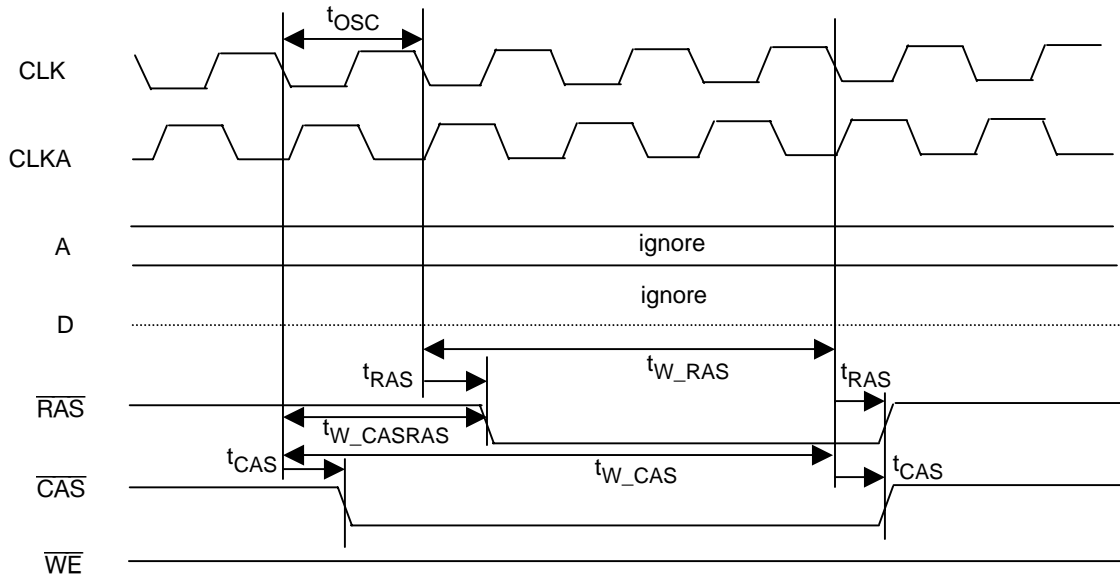 tOSC
CLK
CLKA
A
ignore
ignore
D
tRAS
tW_RAS
tRAS
RAS
tW_CASRAS
tCAS
tW_CAS
tCAS
CAS
WE